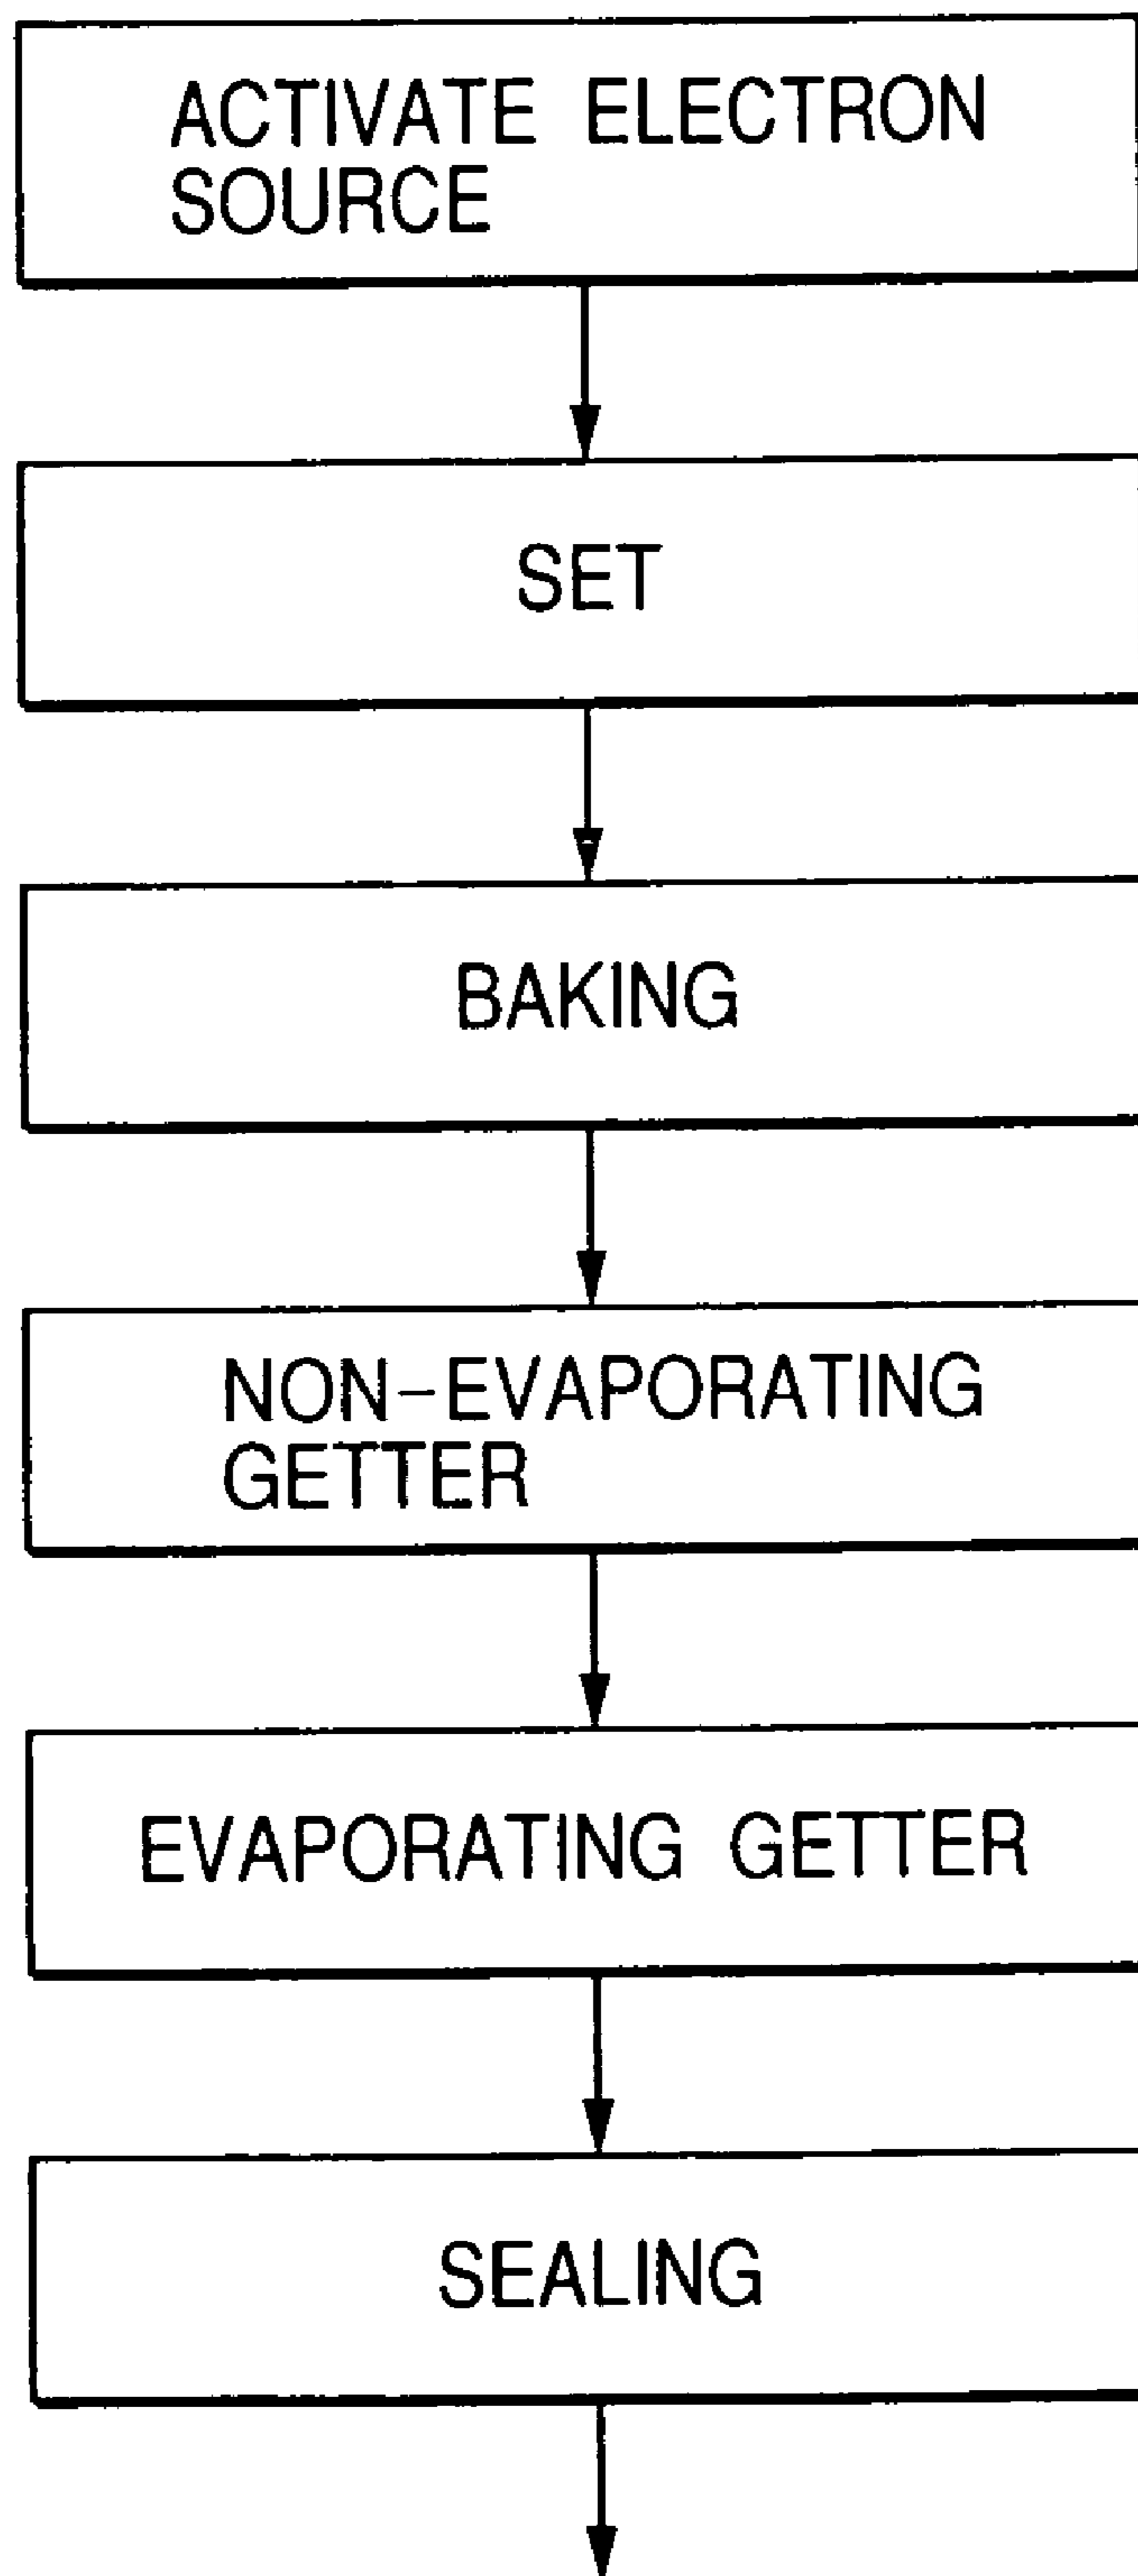 ACTIVATE ELECTRON
SOURCE
SET
BAKING
NON-EVAPORATING
GETTER
EVAPORATING GETTER
SEALING